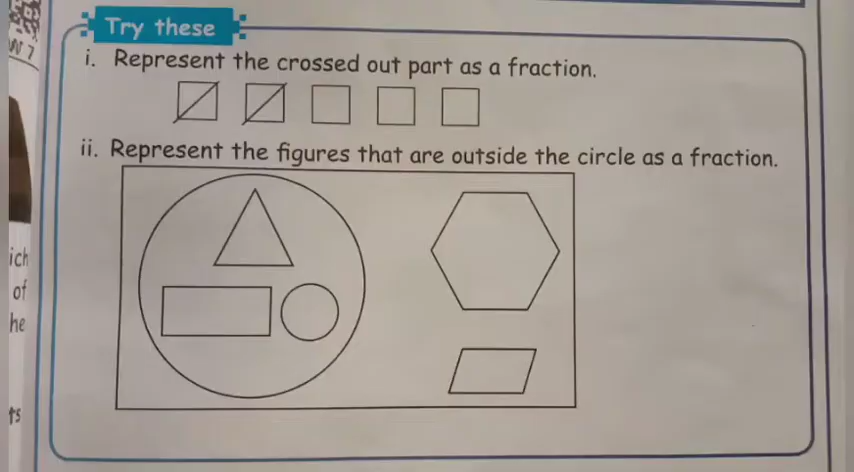 Try these
i. Represent the crossed out part as a fraction.
ii. Represent the figures that are outside the circle as a fraction.
ich
of
he
ts